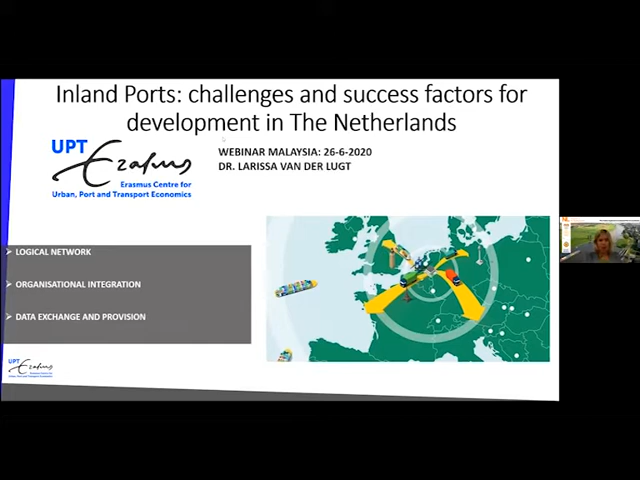 Inland Ports: challenges and success factors for
development in The Netherlands
UPT
Erasmus
Erasmus Centre for
Urban, Port and Transport Economics
WEBINAR MALAYSIA: 26-6-2020
DR. LARISSA VAN DER LUGT
➢ LOGICAL NETWORK
➢ ORGANISATIONAL INTEGRATION
➢ DATA EXCHANGE AND PROVISION
UPT
Erasmus